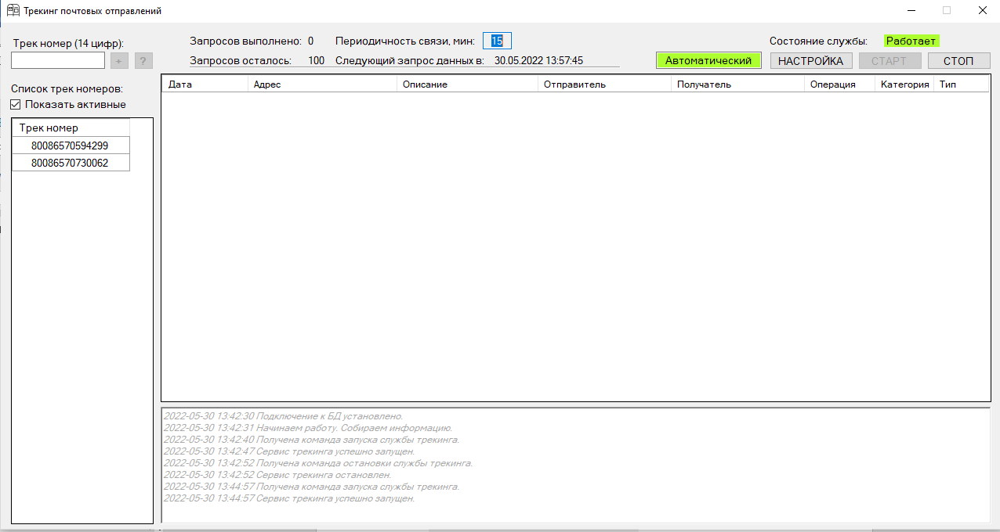 Трекинг почтовых отправлений
Трек номер (14 цифр):
+ ?
Запросов выполнено: 0 Периодичность связи, мин: 15
Запросов осталось: 100 Следующий запрос данных в: 30.05.2022 13:57:45
Состояние службы: Работает
Автоматический НАСТРОЙКА СТАРТ СТОП
Список трек номеров:
Показать активные
Трек номер
80086570594299
80086570730062
Дата Адрес Описание Отправитель Получатель Операция Категория Тип
2022-05-30 13:42:30 Подключение к БД установлено.
2022-05-30 13:42:31 Начинаем работу. Собираем информацию.
2022-05-30 13:42:40 Получена команда запуска службы трекинга.
2022-05-30 13:42:47 Сервис трекинга успешно запущен.
2022-05-30 13:42:52 Получена команда остановки службы трекинга.
2022-05-30 13:42:52 Сервис трекинга остановлен.
2022-05-30 13:44:57 Получена команда запуска службы трекинга.
2022-05-30 13:44:57 Сервис трекинга успешно запущен.